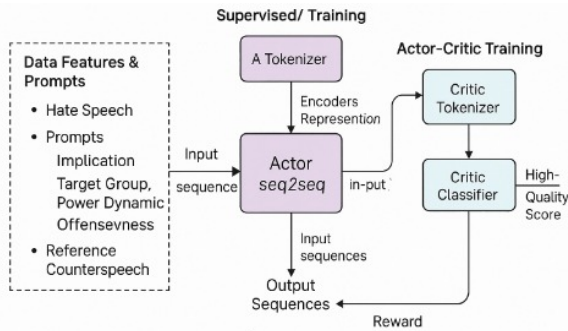 Supervised/ Training
Data Features &
Prompts
• Hate Speech
• Prompts
Implication
Target Group,
Power Dynamic
Offensevness
• Reference
Counterspeech
Input
sequence
A Tokenizer
Encoders
Represention
Actor
seq2seq
in-put
Input
sequences
Output
Sequences
Actor-Critic Training
Critic
Tokenizer
Critic
Classifier
High-
Quality
Score
Reward